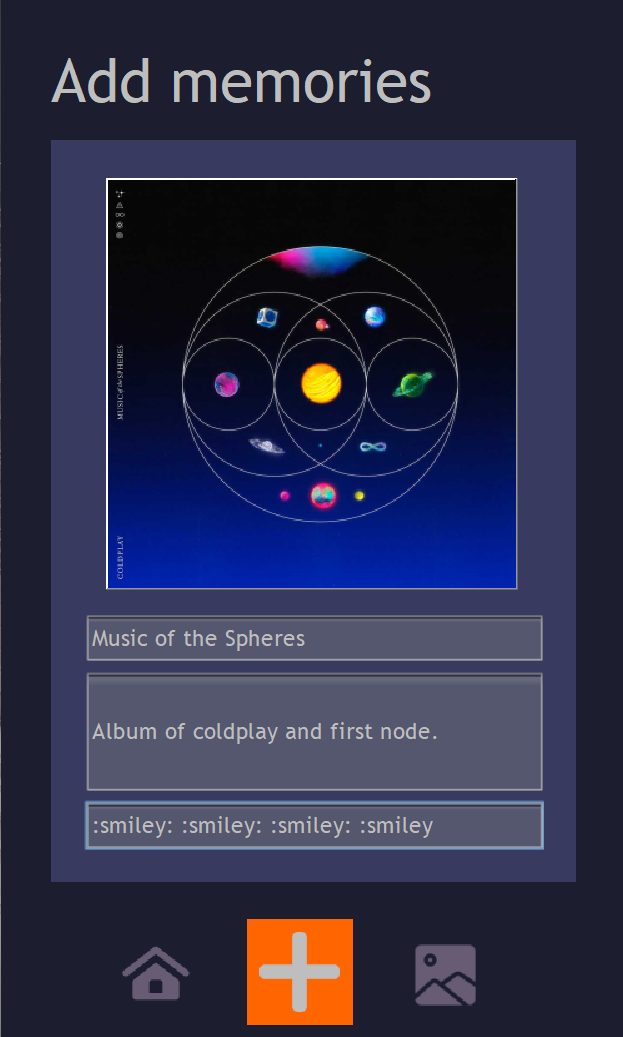 Add memories
MUSIC of the SPHERES
COLDPLAY
Music of the Spheres
Album of coldplay and first node.
:smiley: :smiley: :smiley: :smiley